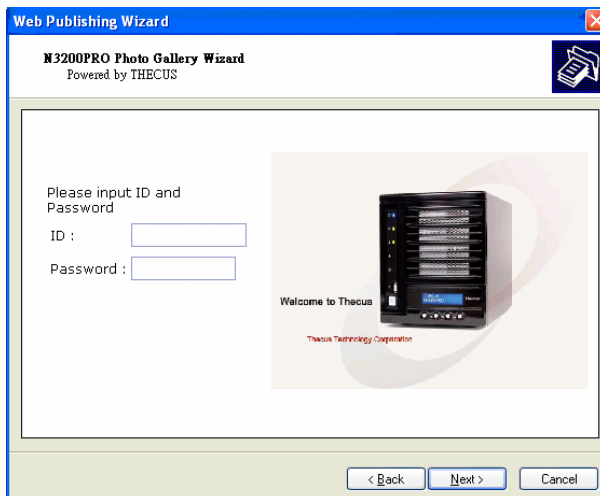 Web Publishing Wizard
N3200PRO Photo Gallery Wizard
Powered by THECUS
Please input ID and
Password
ID :
Password :
Welcome to Thecus
Thecus Technology Corporation
< Back
Next >
Cancel